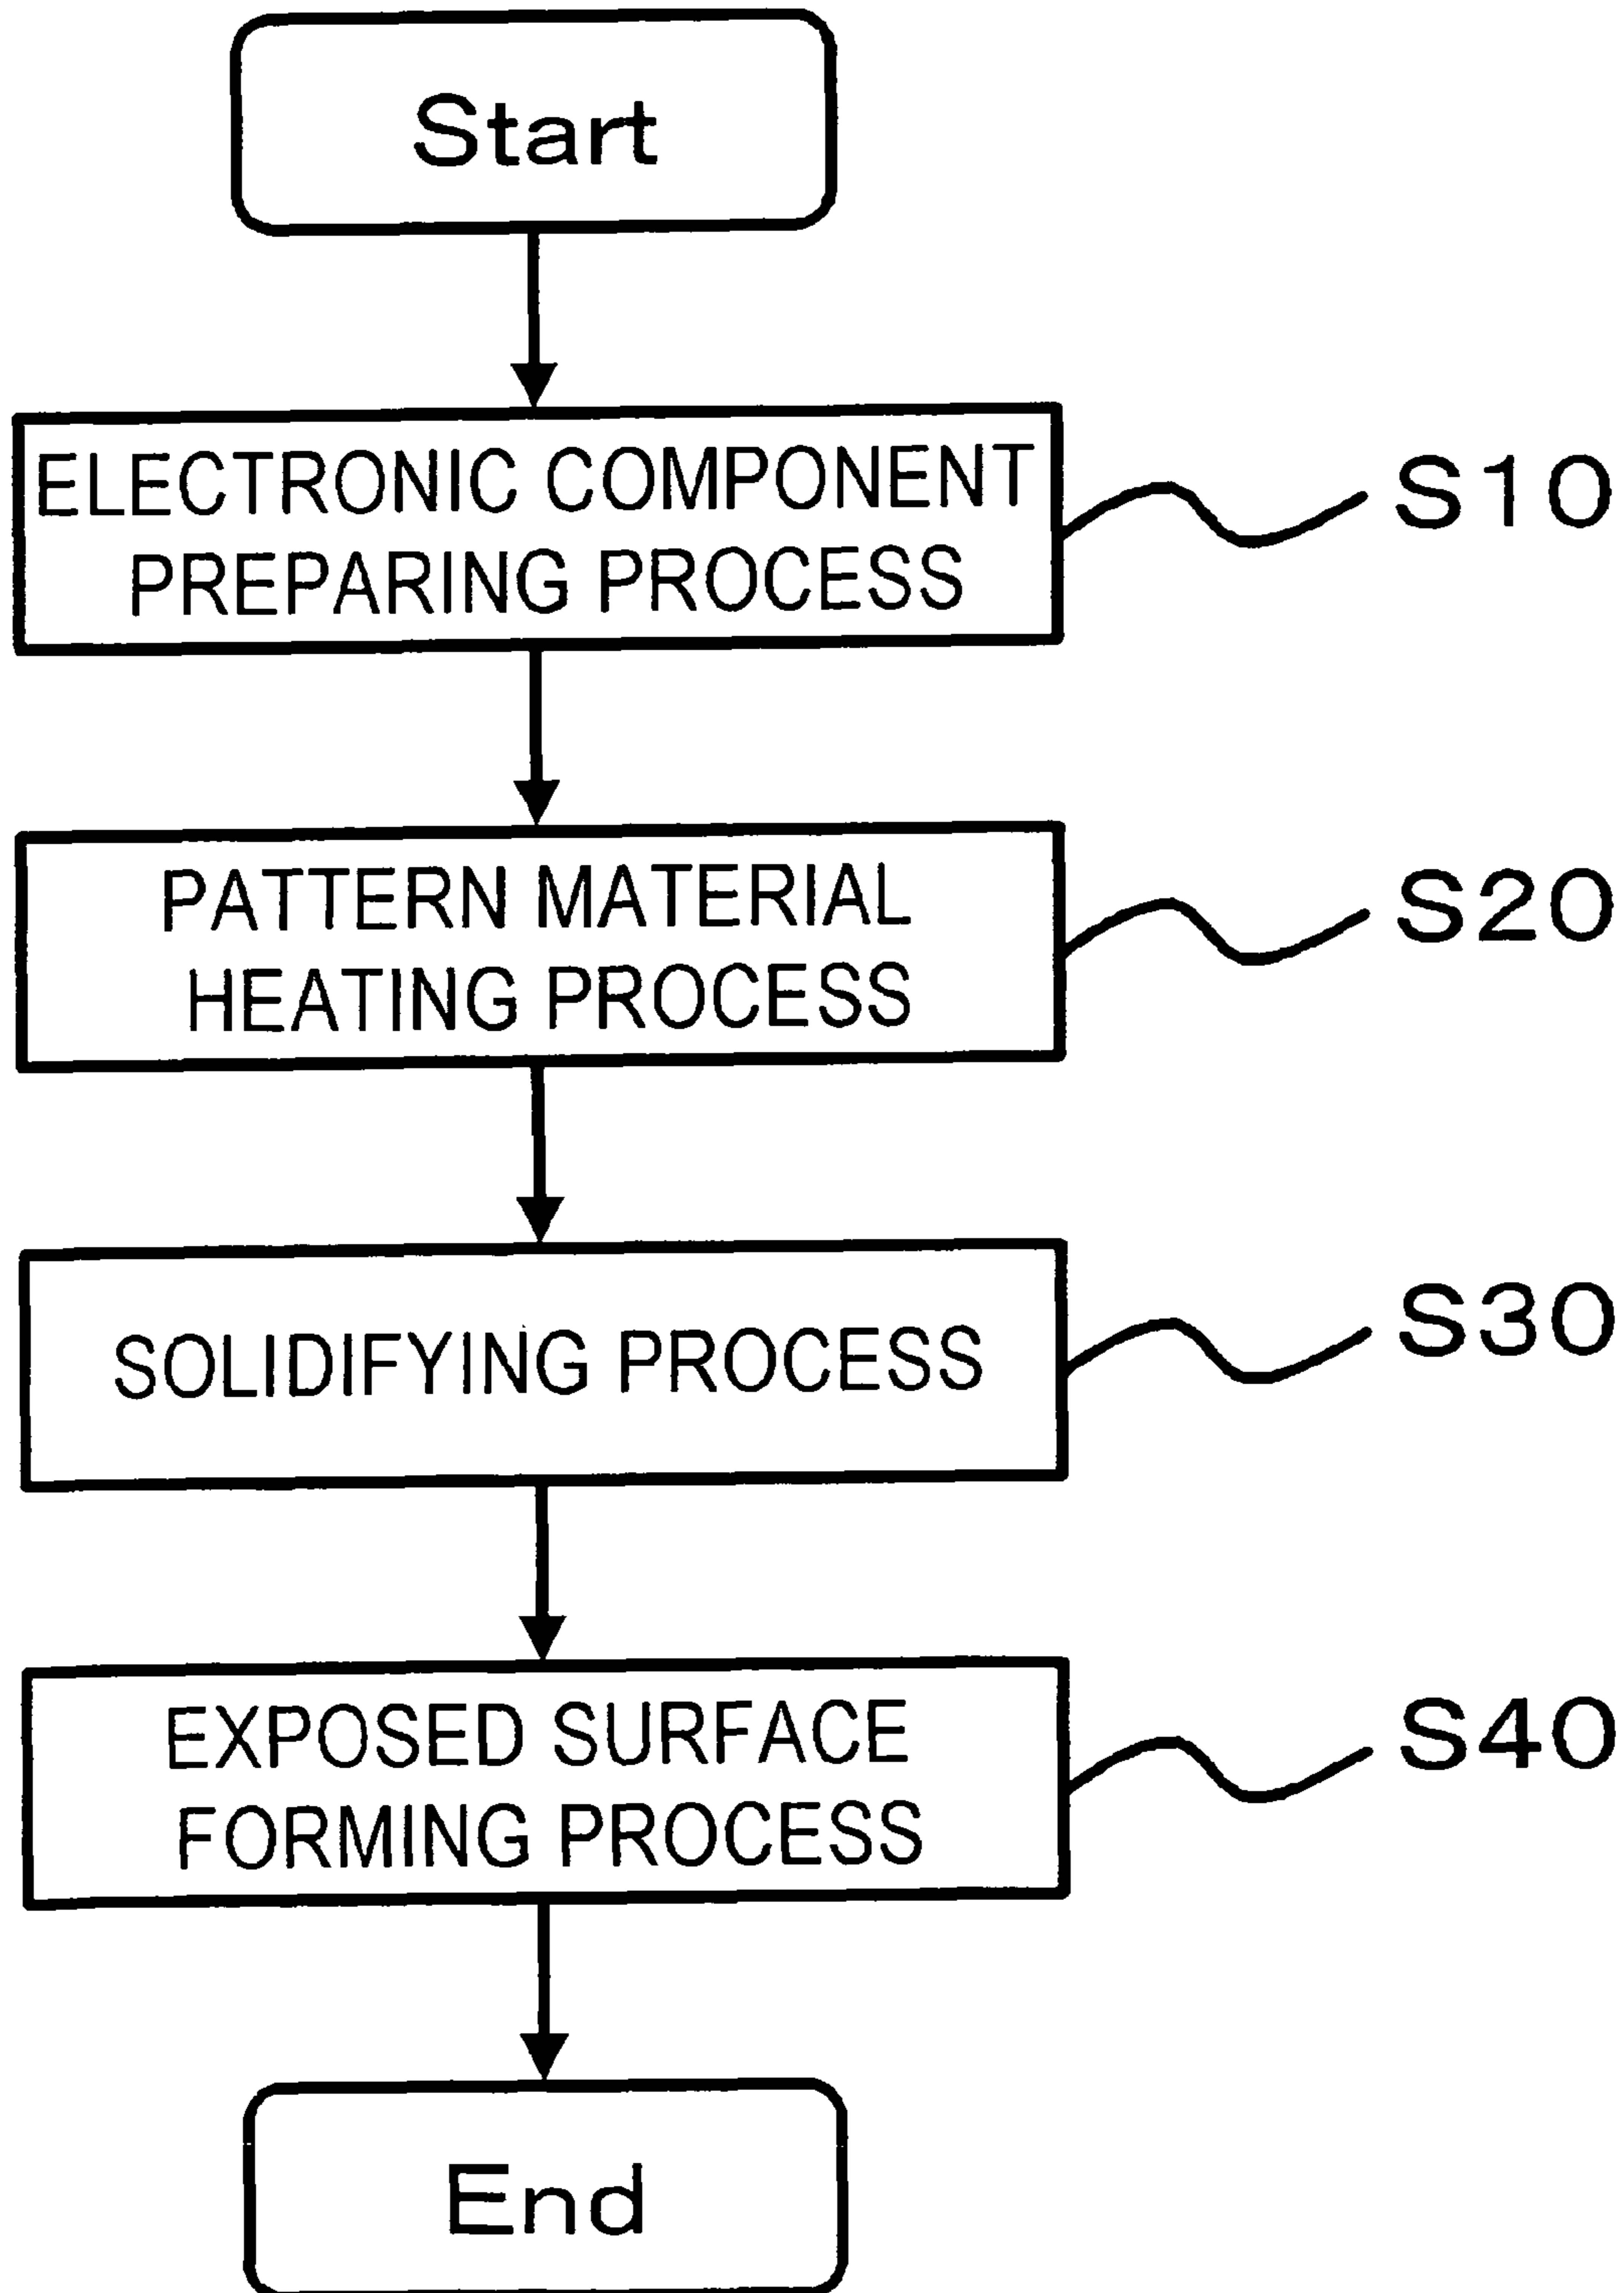 Start
ELECTRONIC COMPONENT
PREPARING PROCESS
S10
PATTERN MATERIAL
HEATING PROCESS
S20
SOLIDIFYING PROCESS
S30
EXPOSED SURFACE
FORMING PROCESS
S40
End